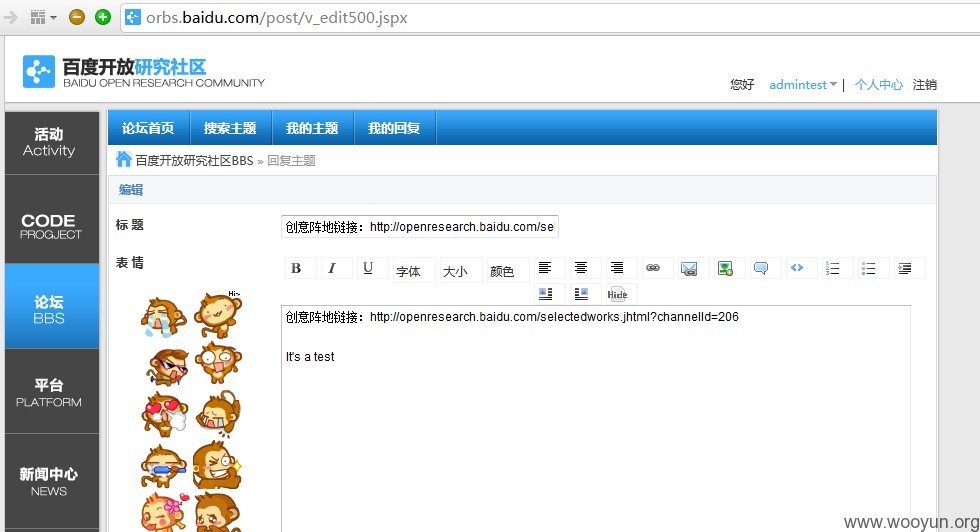 orbs.baidu.com/post/v_edit500.jspx
百度开放研究社区
BAIDU OPEN RESEARCH COMMUNITY
您好 admintest | 个人中心 注销
活动
Activity
论坛首页 搜索主题 我的主题 我的回复
百度开放研究社区BBS » 回复主题
编辑
CODE
PROGJECT
标 题 创意阵地链接：http://openresearch.baidu.com/se
表 情 B I U 字体 大小 颜色
Hide
Hi~
论坛
BBS
创意阵地链接：http://openresearch.baidu.com/selectedworks.jhtml?channelId=206
It's a test
平台
PLATFORM
新闻中心
NEWS
www.wooyun.org